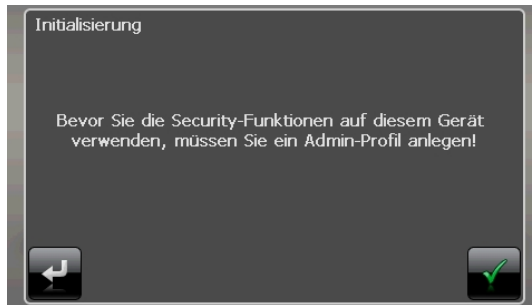 Initialisierung
Bevor Sie die Security-Funktionen auf diesem Gerät
verwenden, müssen Sie ein Admin-Profil anlegen!